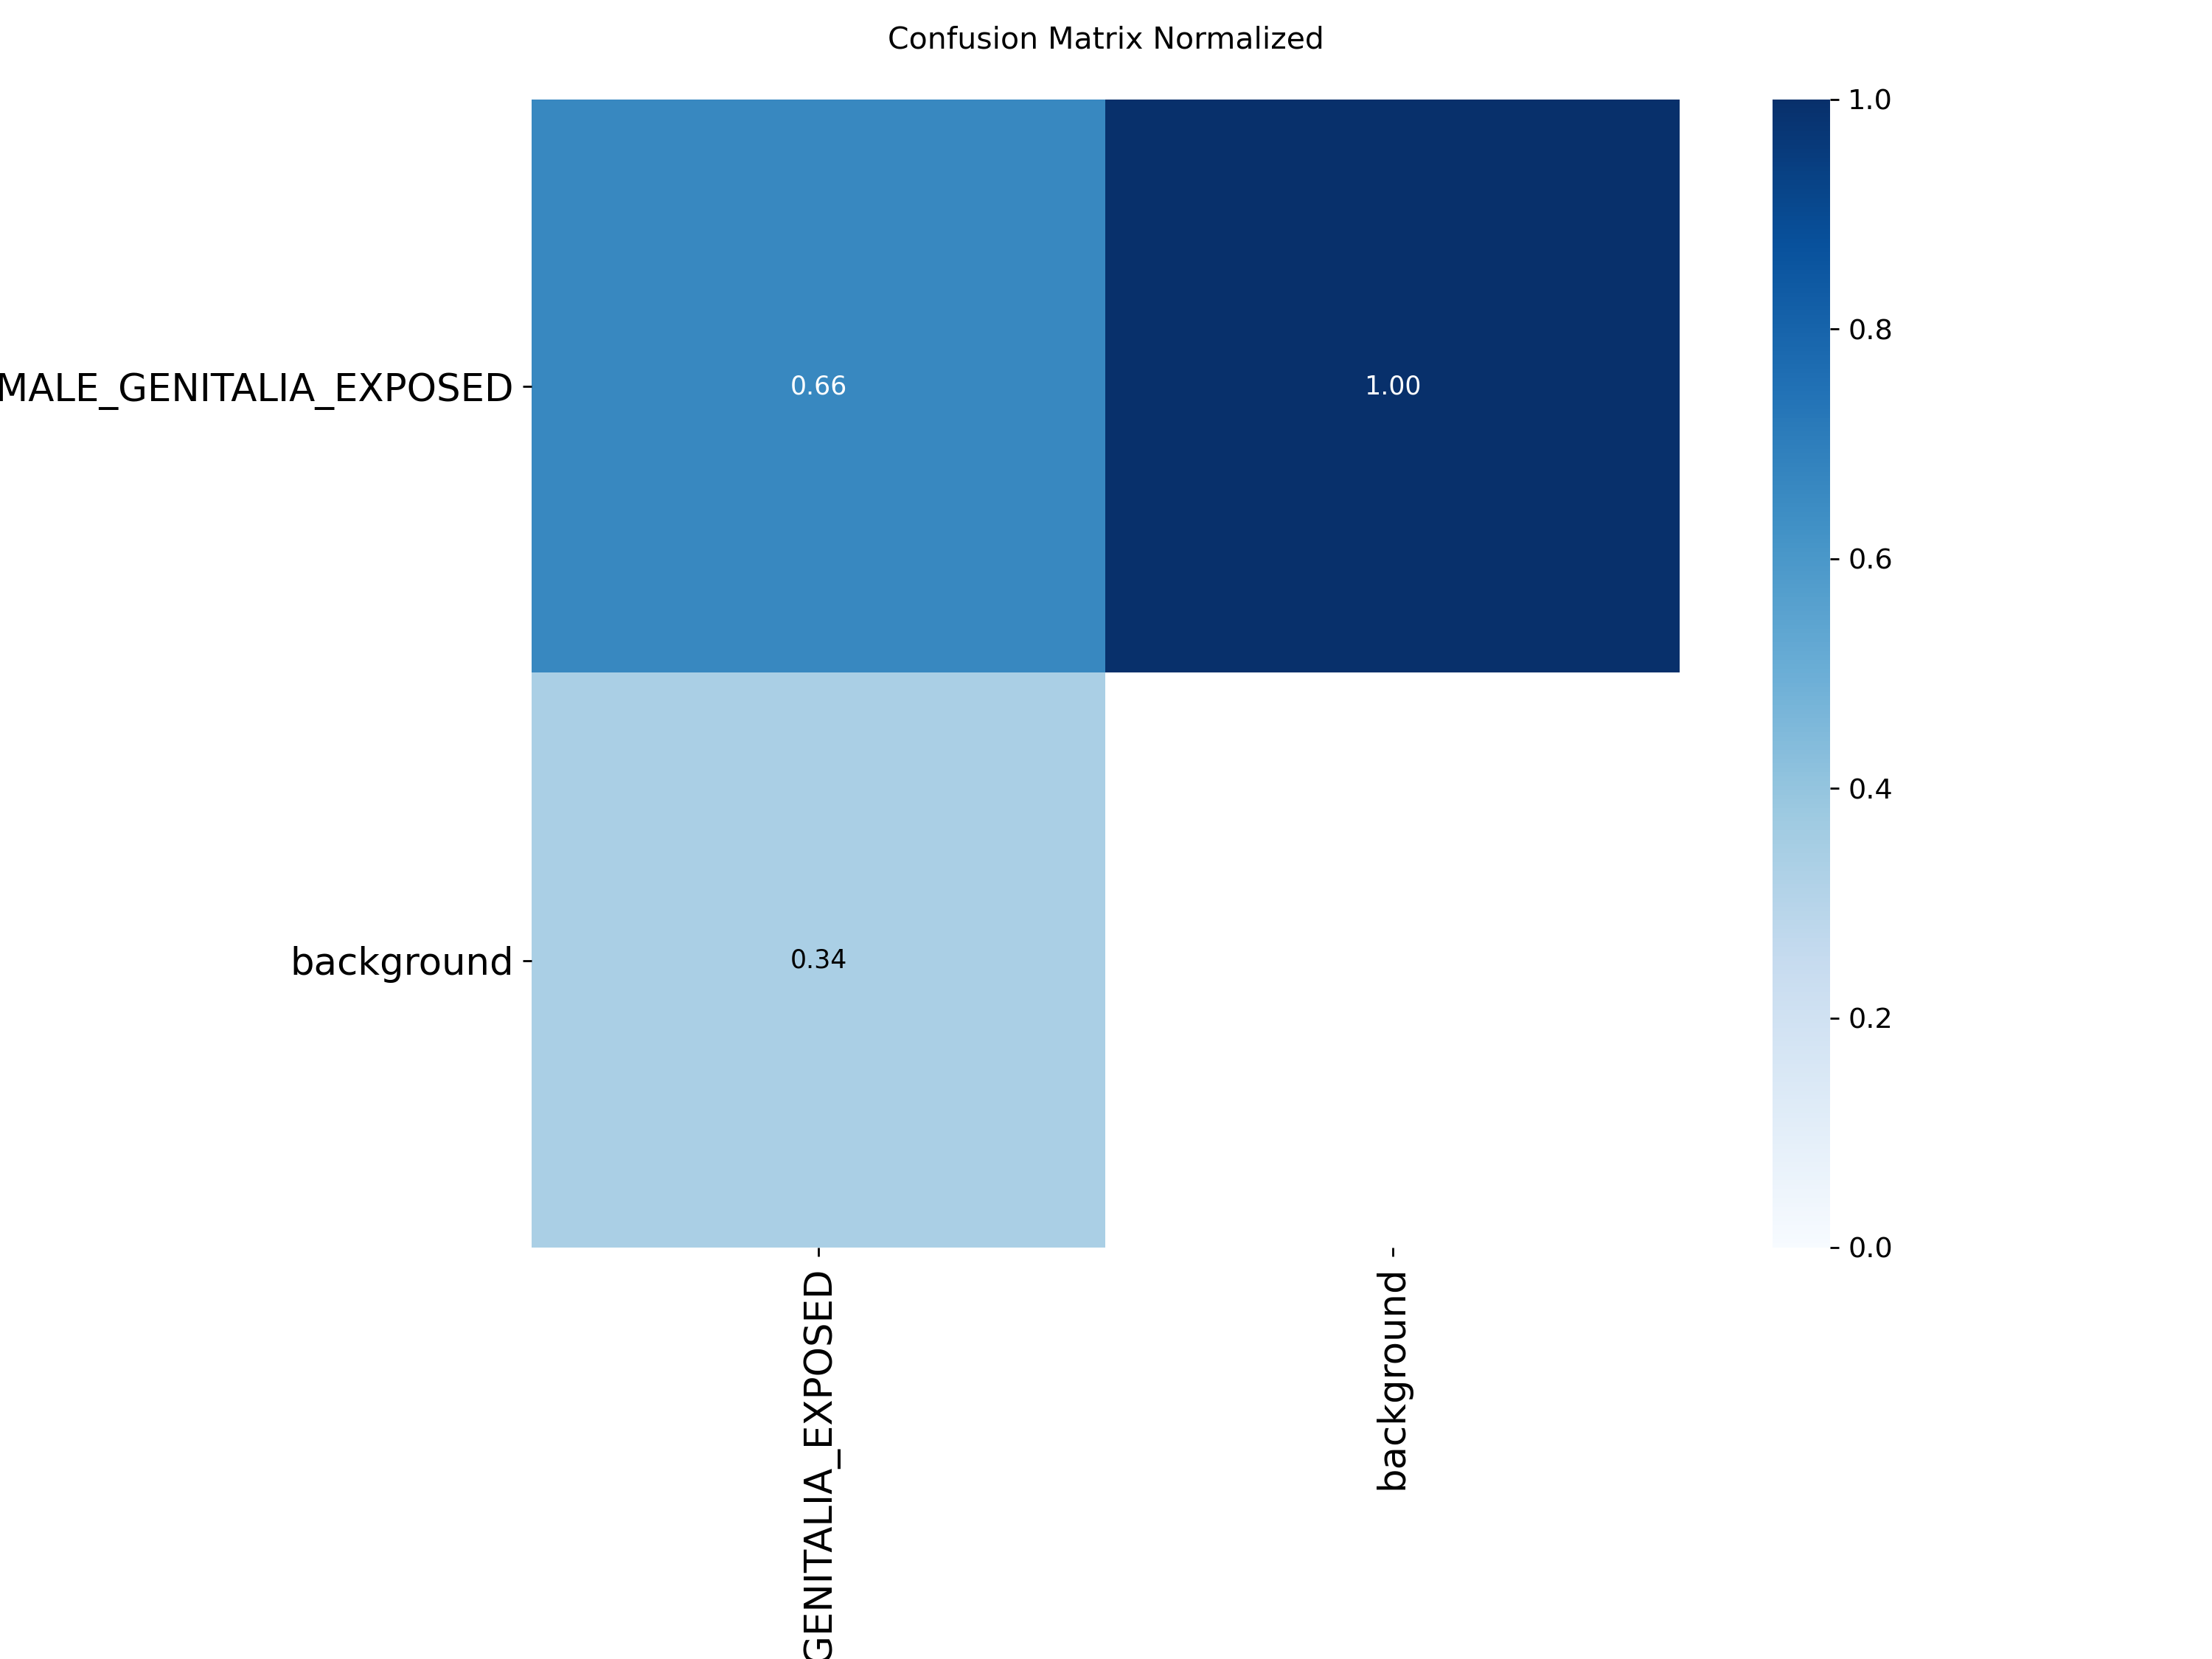 Confusion Matrix Normalized
1.0
0.8
0.6
0.4
0.2
0.0
MALE_GENITALIA_EXPOSED
0.66
1.00
background
0.34
GENITALIA_EXPOSED
background